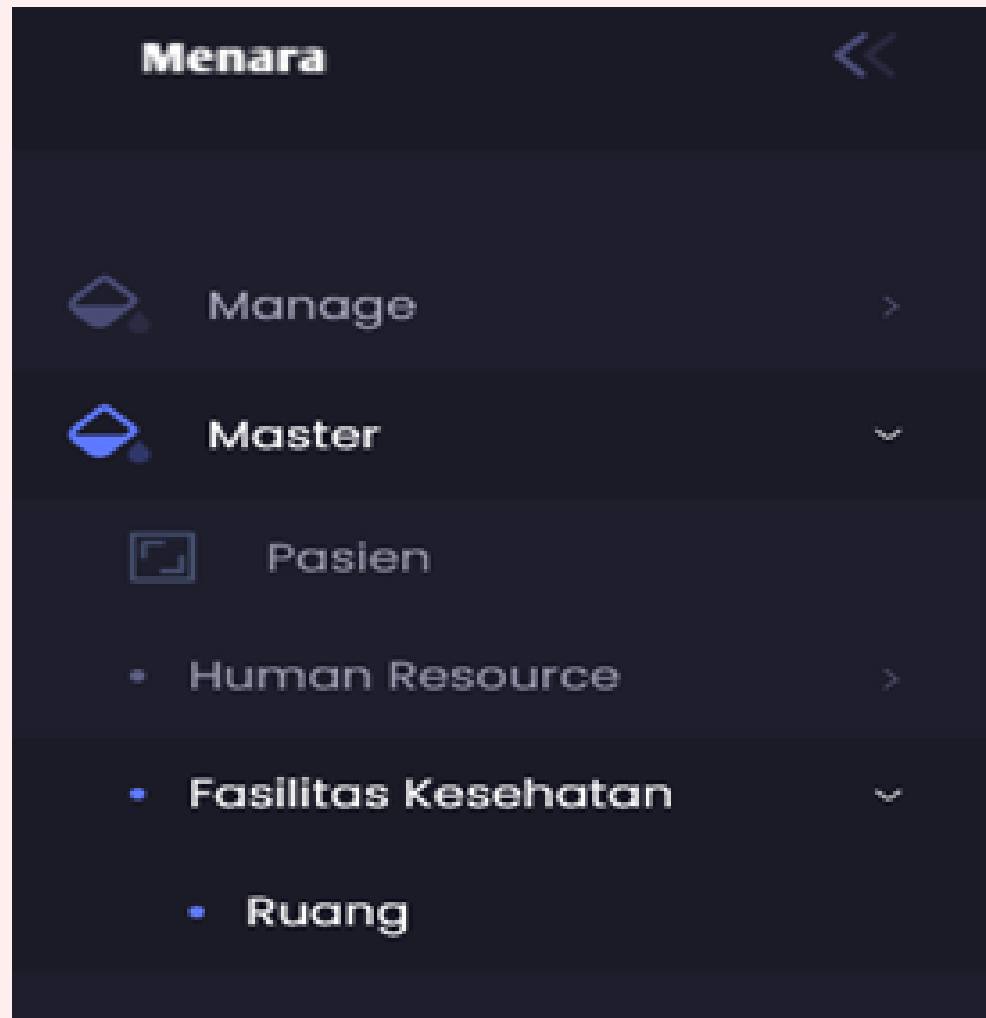 Menara
Manage
Master
Pasien
Human Resource
Fasilitas Kesehatan
Ruang